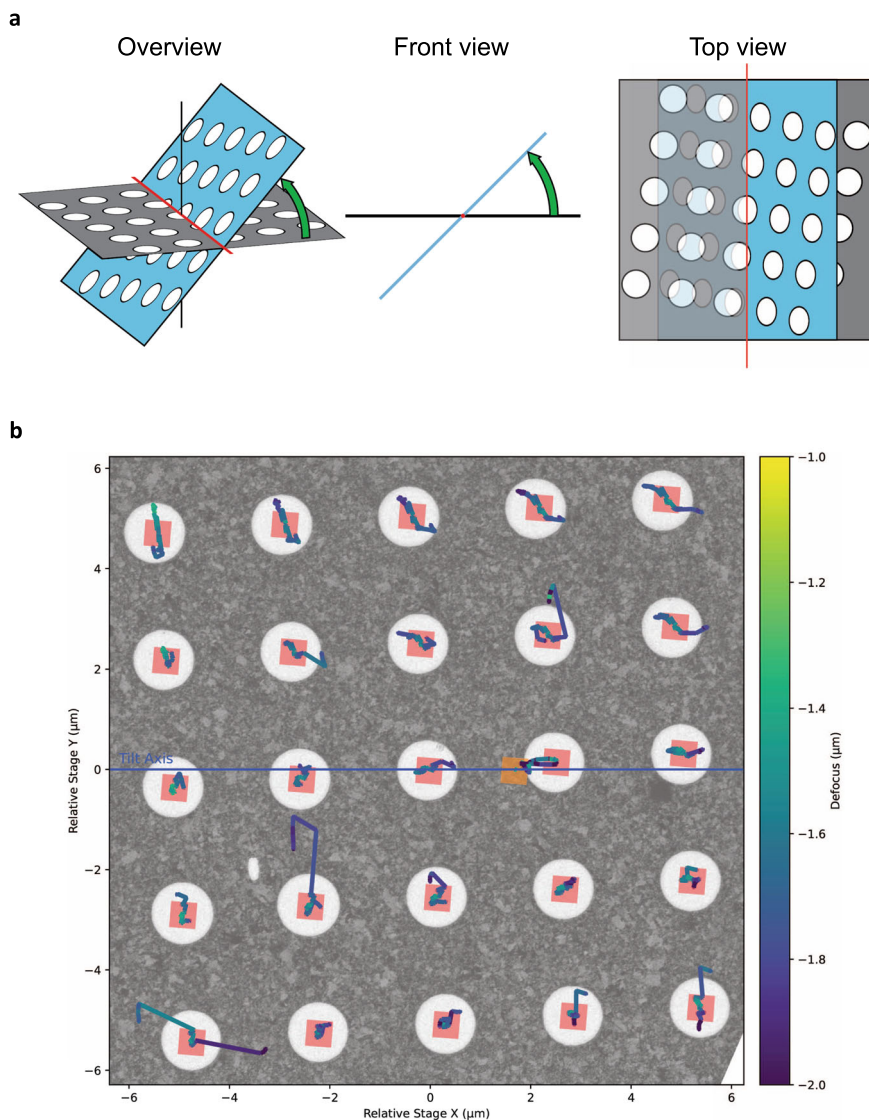 a
Overview
Front view
Top view
b
6
4
2
0
−2
−4
−6
Relative Stage Y (μm)
Tilt Axis
−6
−4
−2
0
2
4
6
Relative Stage X (μm)
−1.0
−1.2
−1.4
−1.6
−1.8
−2.0
Defocus (μm)